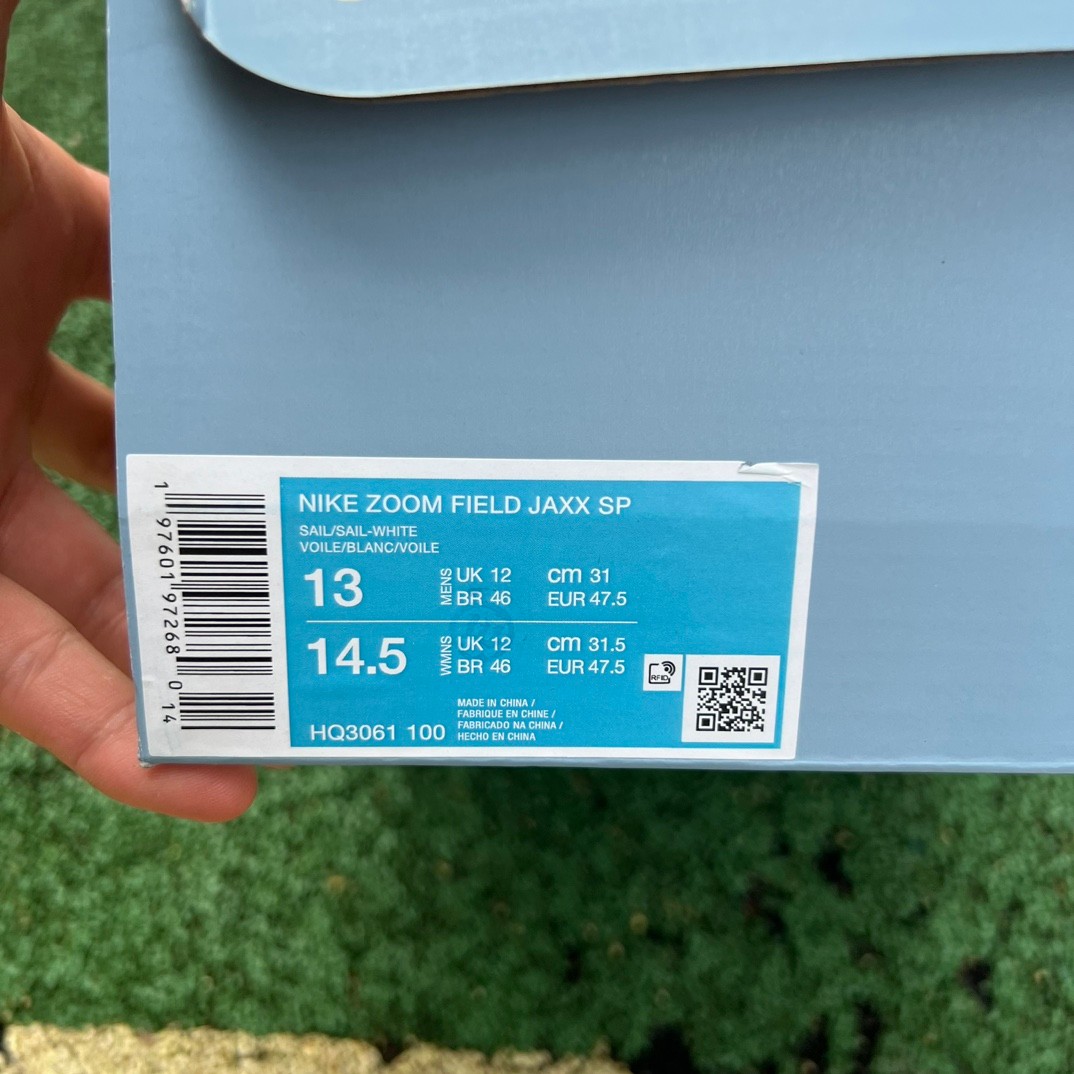 1 97601 97268 0 14
NIKE ZOOM FIELD JAXX SP
SAIL/SAIL-WHITE
VOILE/BLANC/VOILE
13 MENS UK 12 cm 31
BR 46 EUR 47.5
14.5 WMNS UK 12 cm 31.5
BR 46 EUR 47.5
RFID
MADE IN CHINA /
FABRIQUE EN CHINE /
FABRICADO NA CHINA /
HECHO EN CHINA
HQ3061 100